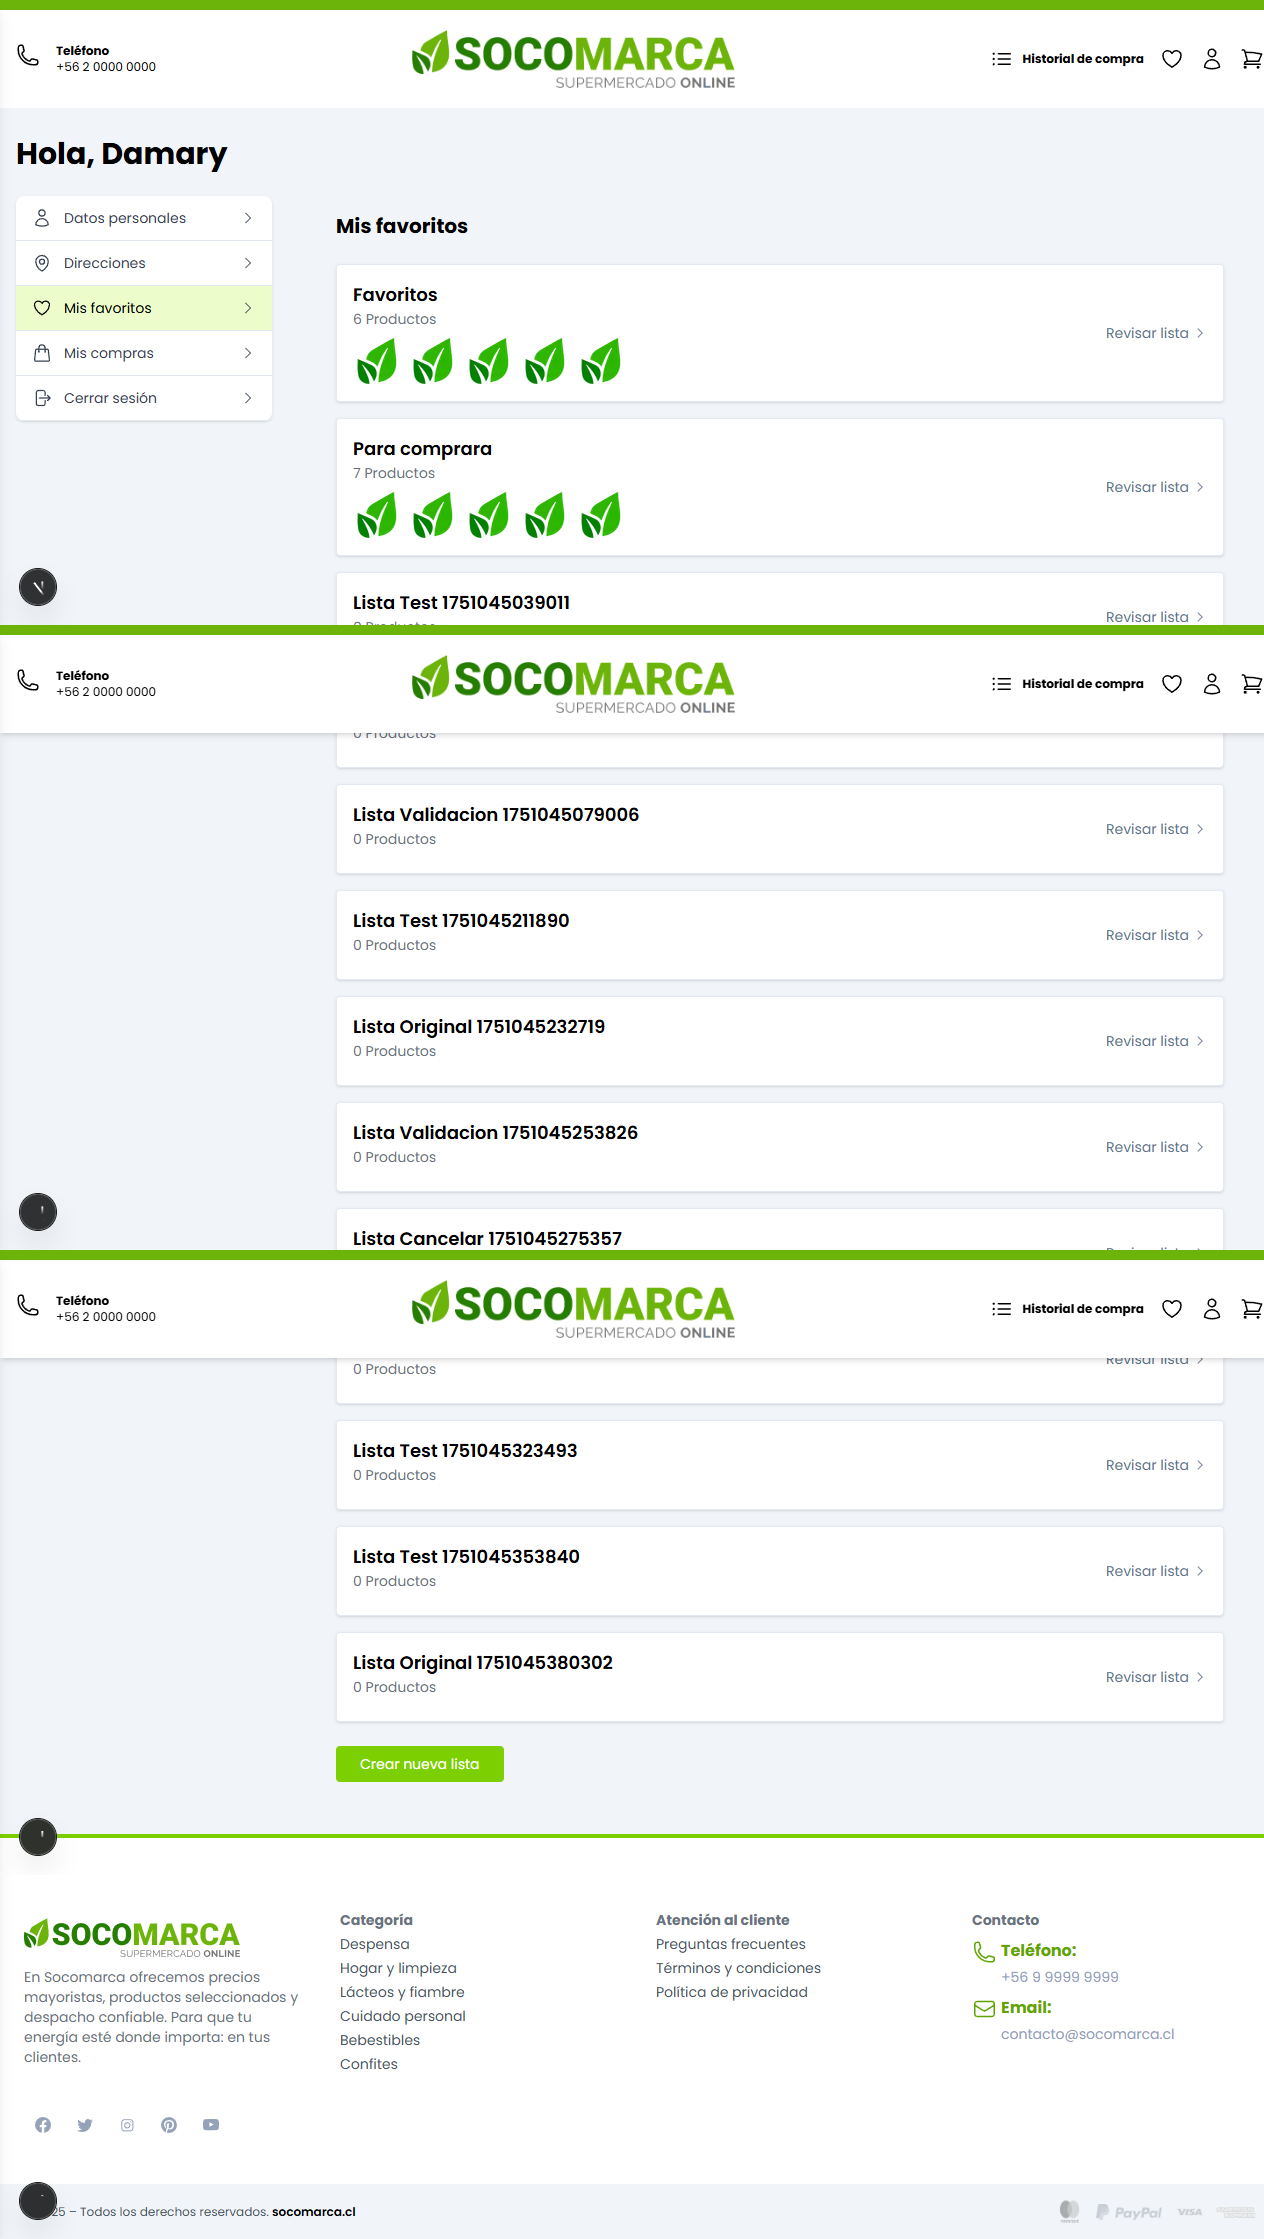 Teléfono
+56 2 0000 0000
SOCOMARCA
SUPERMERCADO ONLINE
Historial de compra
Hola, Damary
Datos personales
Direcciones
Mis favoritos
Mis compras
Cerrar sesión
Mis favoritos
Favoritos
6 Productos
Revisar lista
Para comprara
7 Productos
Revisar lista
Lista Test 1751045039011
0 Productos
Revisar lista
Teléfono
+56 2 0000 0000
SOCOMARCA
SUPERMERCADO ONLINE
Historial de compra
0 Productos
Lista Validacion 1751045079006
0 Productos
Revisar lista
Lista Test 1751045211890
0 Productos
Revisar lista
Lista Original 1751045232719
0 Productos
Revisar lista
Lista Validacion 1751045253826
0 Productos
Revisar lista
Lista Cancelar 1751045275357
Teléfono
+56 2 0000 0000
SOCOMARCA
SUPERMERCADO ONLINE
Historial de compra
0 Productos
Revisar lista
Lista Test 1751045323493
0 Productos
Revisar lista
Lista Test 1751045353840
0 Productos
Revisar lista
Lista Original 1751045380302
0 Productos
Revisar lista
Crear nueva lista
SOCOMARCA
SUPERMERCADO ONLINE
En Socomarca ofrecemos precios
mayoristas, productos seleccionados y
despacho confiable. Para que tu
energía esté donde importa: en tus
clientes.
Categoría
Despensa
Hogar y limpieza
Lácteos y fiambre
Cuidado personal
Bebestibles
Confites
Atención al cliente
Preguntas frecuentes
Términos y condiciones
Política de privacidad
Contacto
Teléfono:
+56 9 9999 9999
Email:
contacto@socomarca.cl
25 – Todos los derechos reservados. socomarca.cl
PayPal
VISA